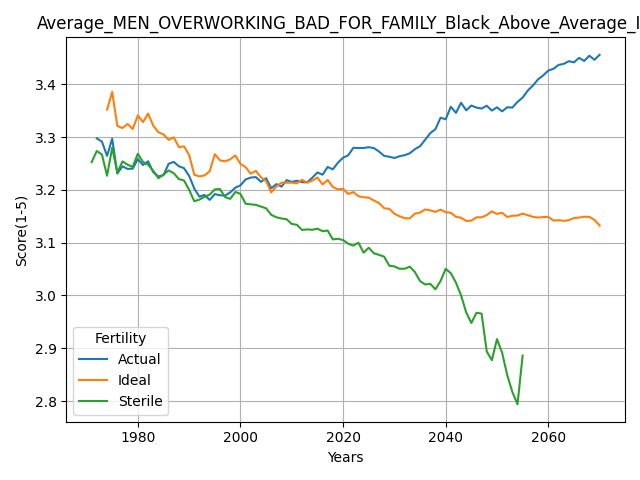 Average_MEN_OVERWORKING_BAD_FOR_FAMILY_Black_Above_Average_I
Score(1-5)
3.4
3.3
3.2
3.1
3.0
2.9
2.8
Fertility
Actual
Ideal
Sterile
1980 2000 2020 2040 2060
Years